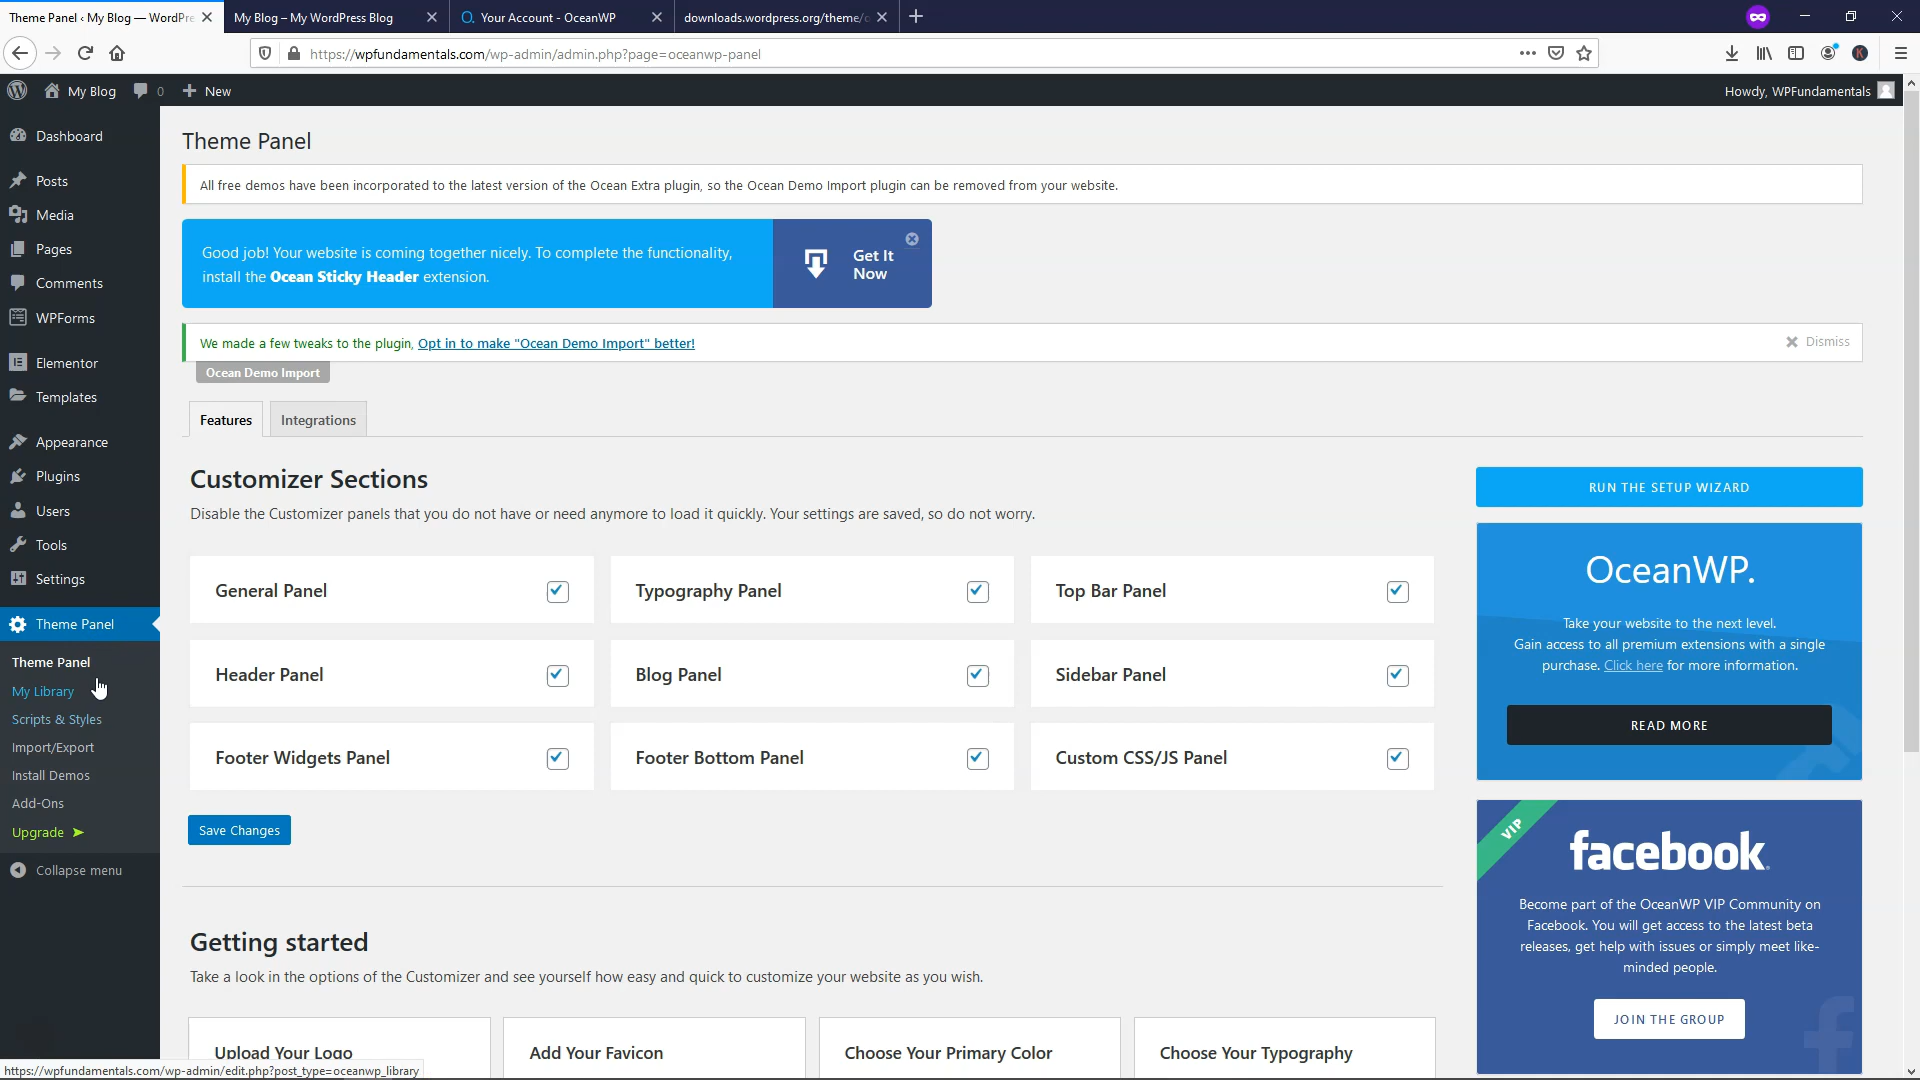 Theme Panel ‹ My Blog — WordPre
My Blog – My WordPress Blog
Your Account - OceanWP
downloads.wordpress.org/theme/o
https://wpfundamentals.com/wp-admin/admin.php?page=oceanwp-panel
My Blog
0
New
Howdy, WPFundamentals
Dashboard
Posts
Media
Pages
Comments
WPForms
Elementor
Templates
Appearance
Plugins
Users
Tools
Settings
Theme Panel
Theme Panel
My Library
Scripts & Styles
Import/Export
Install Demos
Add-Ons
Upgrade ➤
Collapse menu
Theme Panel
All free demos have been incorporated to the latest version of the Ocean Extra plugin, so the Ocean Demo Import plugin can be removed from your website.
Good job! Your website is coming together nicely. To complete the functionality,
install the Ocean Sticky Header extension.
Get It
Now
We made a few tweaks to the plugin, Opt in to make "Ocean Demo Import" better!
Dismiss
Ocean Demo Import
Features
Integrations
Customizer Sections
Disable the Customizer panels that you do not have or need anymore to load it quickly. Your settings are saved, so do not worry.
General Panel
Typography Panel
Top Bar Panel
Header Panel
Blog Panel
Sidebar Panel
Footer Widgets Panel
Footer Bottom Panel
Custom CSS/JS Panel
Save Changes
Getting started
Take a look in the options of the Customizer and see yourself how easy and quick to customize your website as you wish.
Upload Your Logo
Add Your Favicon
Choose Your Primary Color
Choose Your Typography
RUN THE SETUP WIZARD
OceanWP.
Take your website to the next level.
Gain access to all premium extensions with a single
purchase. Click here for more information.
READ MORE
VIP
facebook
Become part of the OceanWP VIP Community on
Facebook. You will get access to the latest beta
releases, get help with issues or simply meet like-
minded people.
JOIN THE GROUP
https://wpfundamentals.com/wp-admin/edit.php?post_type=oceanwp_library